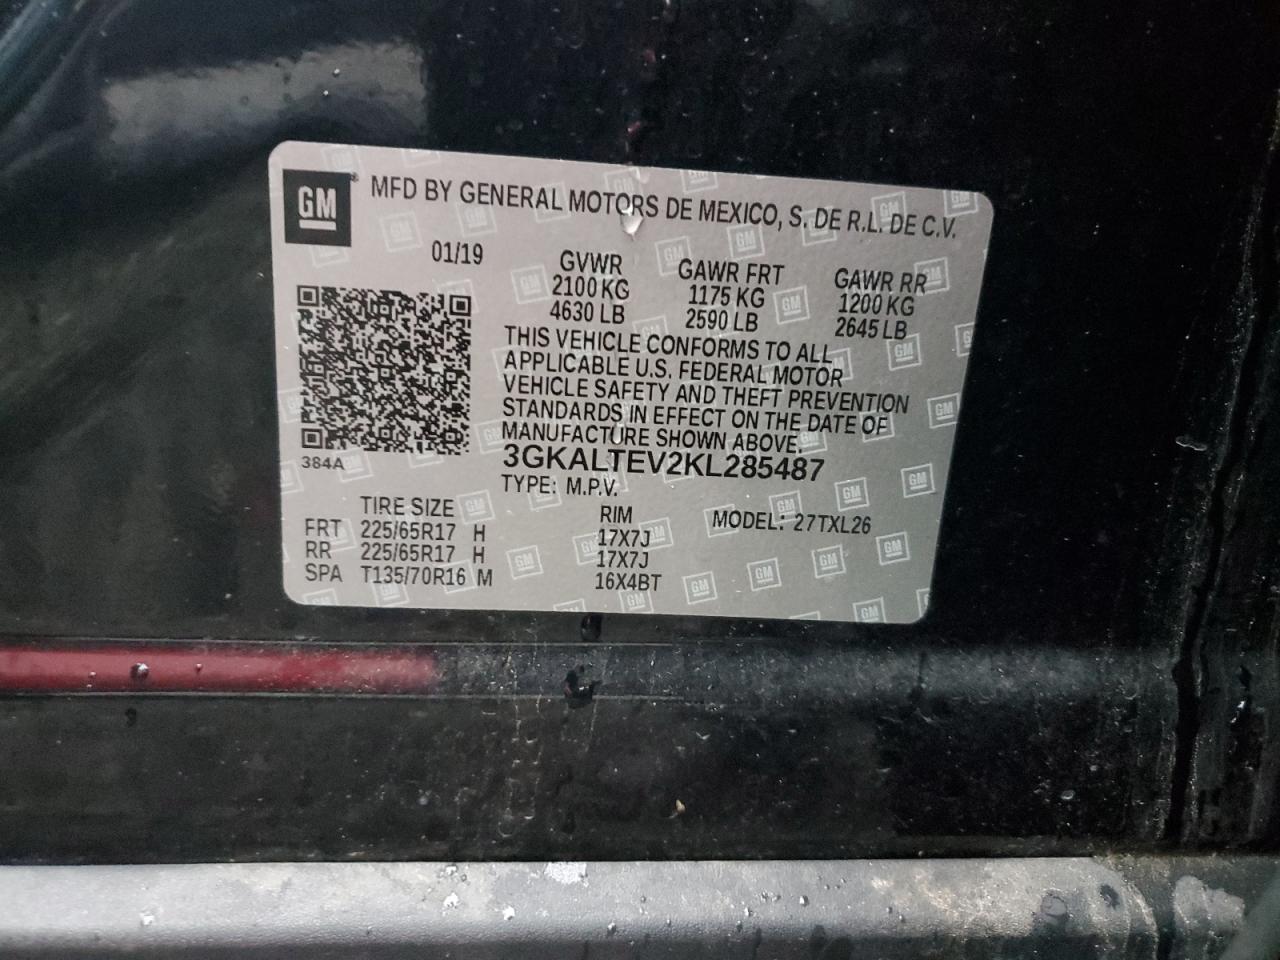 GM ® MFD BY GENERAL MOTORS DE MEXICO, S. DE R.L. DE C.V.
01/19 GVWR GAWR FRT GAWR RR
2100 KG 1175 KG 1200 KG
4630 LB 2590 LB 2645 LB
THIS VEHICLE CONFORMS TO ALL
APPLICABLE U.S. FEDERAL MOTOR
VEHICLE SAFETY AND THEFT PREVENTION
STANDARDS IN EFFECT ON THE DATE OF
MANUFACTURE SHOWN ABOVE.
384A 3GKALTEV2KL285487
TYPE: M.P.V.
TIRE SIZE RIM MODEL: 27TXL26
FRT 225/65R17 H 17X7J
RR 225/65R17 H 17X7J
SPA T135/70R16 M 16X4BT